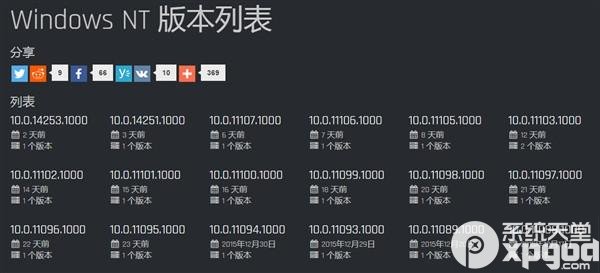 Windows NT 版本列表
分享
9 66 10 369
列表
10.0.14253.1000 10.0.14251.1000 10.0.11107.1000 10.0.11106.1000 10.0.11105.1000 10.0.11103.1000
2 天前 3 天前 6 天前 7 天前 8 天前 12 天前
1 个版本 1 个版本 1 个版本 1 个版本 1 个版本 2 个版本
10.0.11102.1000 10.0.11101.1000 10.0.11100.1000 10.0.11099.1000 10.0.11098.1000 10.0.11097.1000
14 天前 15 天前 16 天前 18 天前 20 天前 21 天前
1 个版本 1 个版本 1 个版本 1 个版本 1 个版本 1 个版本
10.0.11096.1000 10.0.11095.1000 10.0.11094.1000 10.0.11093.1000 10.0.11089.1000
22 天前 23 天前 2015年12月30日 2015年12月29日
1 个版本 1 个版本 1 个版本 1 个版本 1 个版本
系统天堂
xpgod.com